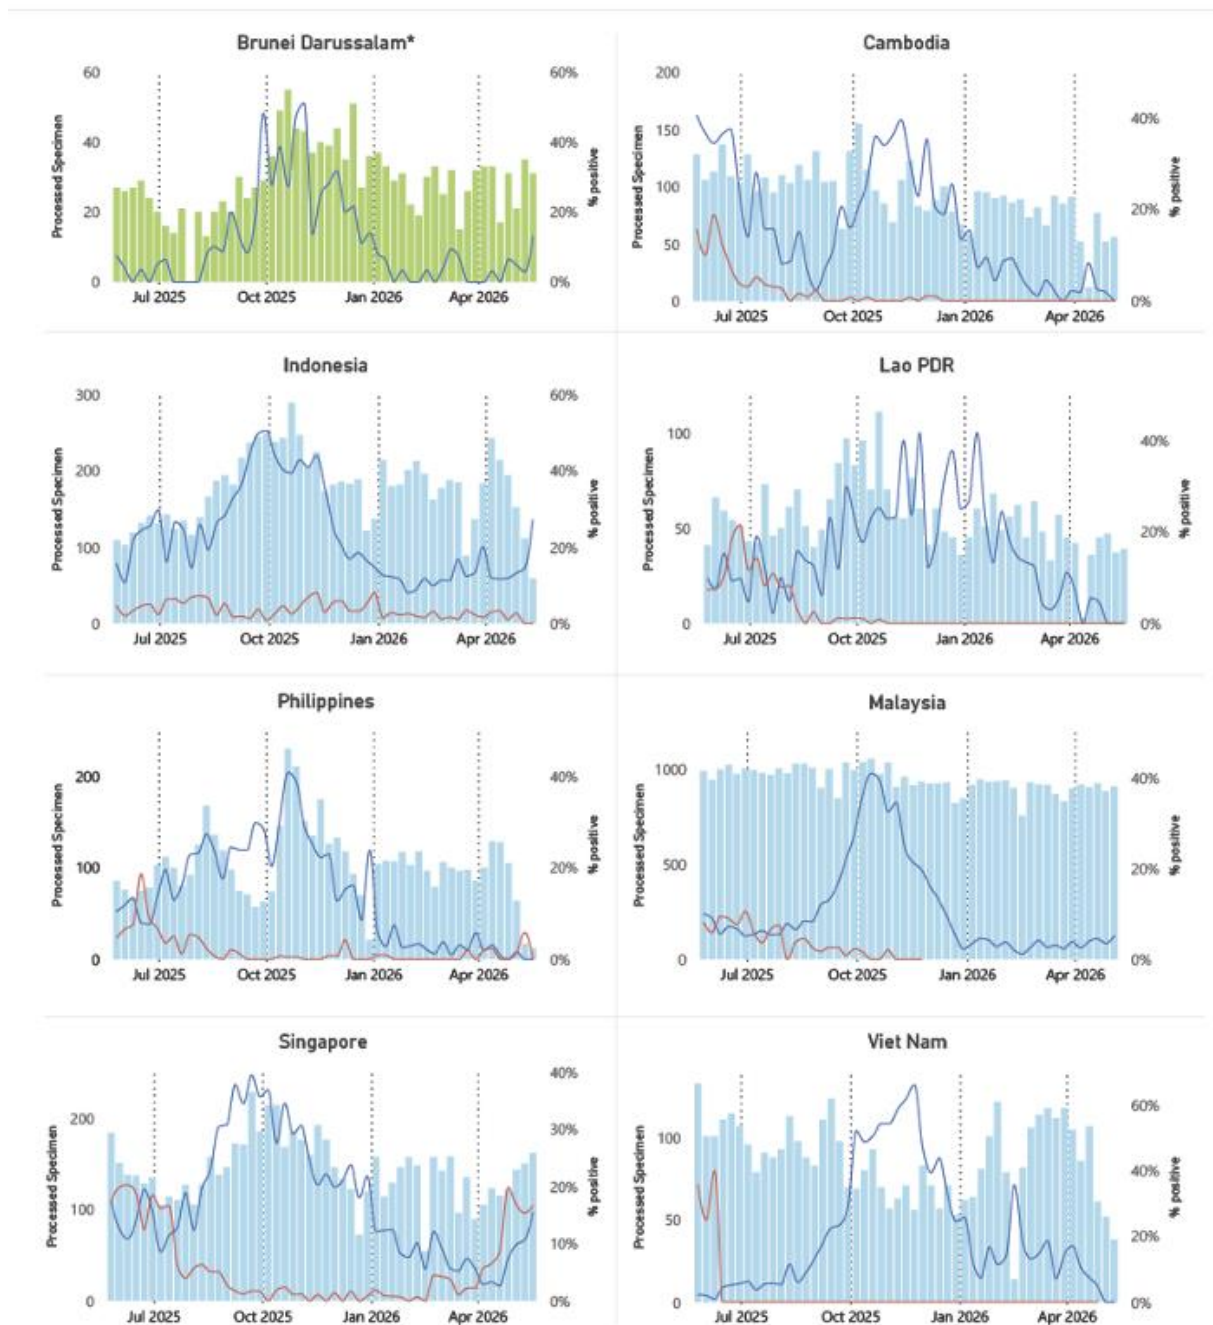 Brunei Darussalam*
60
40
20
0
Processed Specimen
60%
40%
20%
0%
% positive
Jul 2025 Oct 2025 Jan 2026 Apr 2026
Cambodia
200
150
100
50
0
Processed Specimen
40%
20%
0%
% positive
Jul 2025 Oct 2025 Jan 2026 Apr 2026
Indonesia
300
200
100
0
Processed Specimen
60%
40%
20%
0%
% positive
Jul 2025 Oct 2025 Jan 2026 Apr 2026
Lao PDR
100
50
0
Processed Specimen
40%
20%
0%
% positive
Jul 2025 Oct 2025 Jan 2026 Apr 2026
Philippines
200
100
0
Processed Specimen
40%
20%
0%
% positive
Jul 2025 Oct 2025 Jan 2026 Apr 2026
Malaysia
1000
500
0
Processed Specimen
40%
20%
0%
% positive
Jul 2025 Oct 2025 Jan 2026 Apr 2026
Singapore
200
100
0
Processed Specimen
40%
30%
20%
10%
0%
% positive
Jul 2025 Oct 2025 Jan 2026 Apr 2026
Viet Nam
100
50
0
Processed Specimen
60%
40%
20%
0%
% positive
Jul 2025 Oct 2025 Jan 2026 Apr 2026